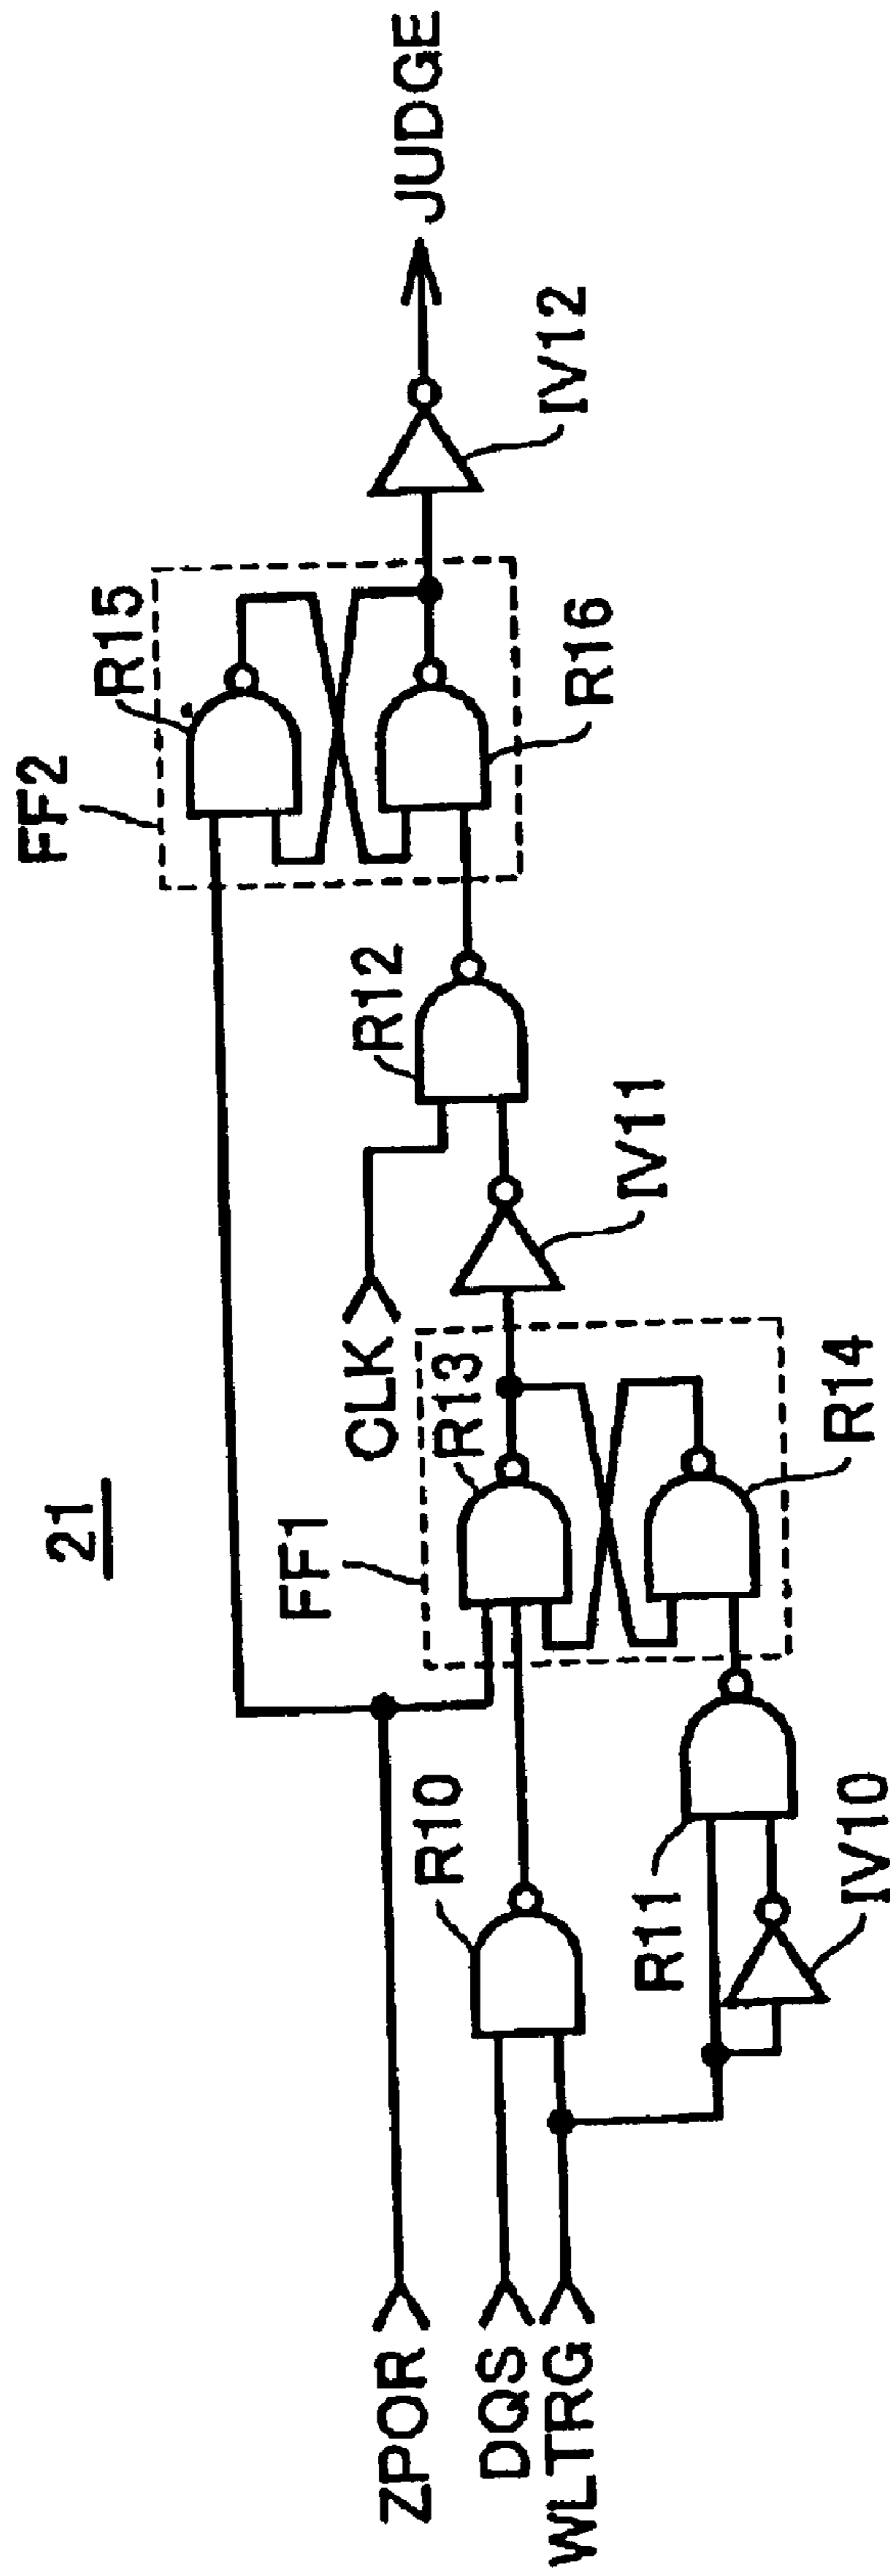 21
FF2
R15
R16
IV12
JUDGE
R12
CLK
IV11
FF1
R13
R14
R10
R11
IV10
ZPOR
DQS
WLTRG